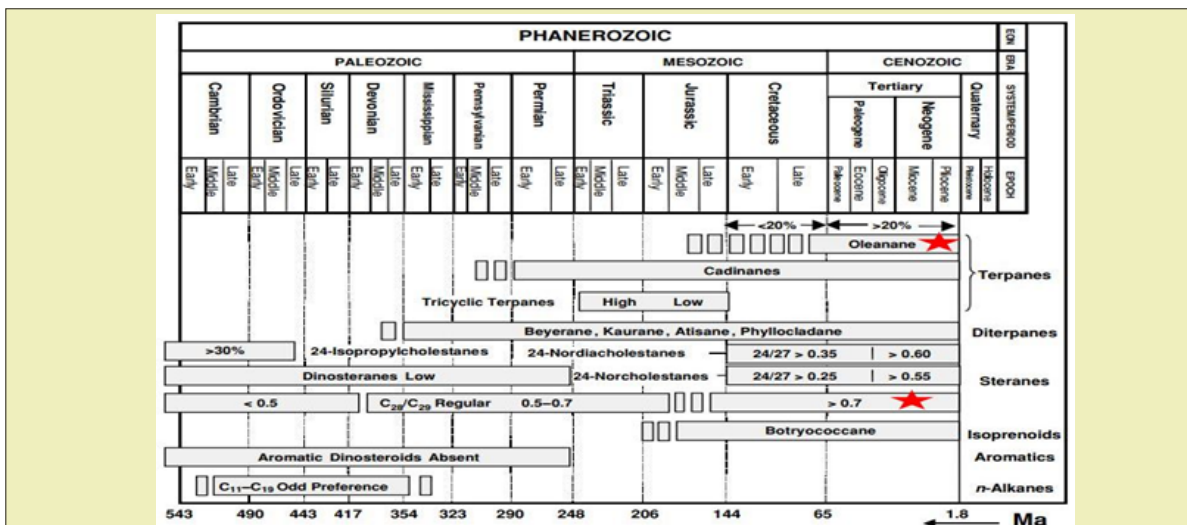 PHANEROZOIC
EON
PALEOZOIC
MESOZOIC
CENOZOIC
ERA
Cambrian
Ordovician
Silurian
Devonian
Mississippian
Pennsylvanian
Permian
Triassic
Jurassic
Cretaceous
Tertiary
Paleogene
Neogene
Quaternary
SYSTEM/PERIOD
Early
Middle
Late
Early
Middle
Late
Early
Late
Early
Middle
Late
Early
Late
Early
Middle
Late
Early
Late
Early
Middle
Late
Early
Middle
Late
Early
Late
Paleocene
Eocene
Oligocene
Miocene
Pliocene
Pleistocene
Holocene
EPOCH
<20% >20%
Oleanane
Cadinanes
Terpanes
Tricyclic Terpanes High Low
Beyerane, Kaurane, Atisane, Phyllocladane Diterpanes
>30% 24-Isopropylcholestanes 24-Nordiacholestanes 24/27 > 0.35 > 0.60
Dinosteranes Low 24-Norcholestanes 24/27 > 0.25 > 0.55
Steranes
< 0.5 C28/C29 Regular 0.5–0.7 > 0.7
Botryococcane Isoprenoids
Aromatic Dinosteroids Absent Aromatics
C11–C19 Odd Preference n-Alkanes
543 490 443 417 354 323 290 248 206 144 65 1.8
Ma